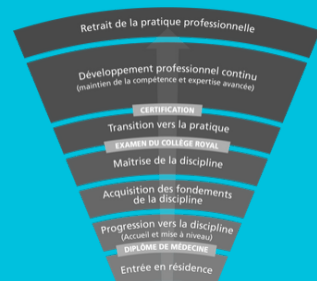 Retrait de la pratique professionnelle
Développement professionnel continu
(maintien de la compétence et expertise avancée)
CERTIFICATION
Transition vers la pratique
EXAMEN DU COLLÈGE ROYAL
Maîtrise de la discipline
Acquisition des fondements
de la discipline
Progression vers la discipline
(Accueil et mise à niveau)
DIPLÔME DE MÉDECINE
Entrée en résidence